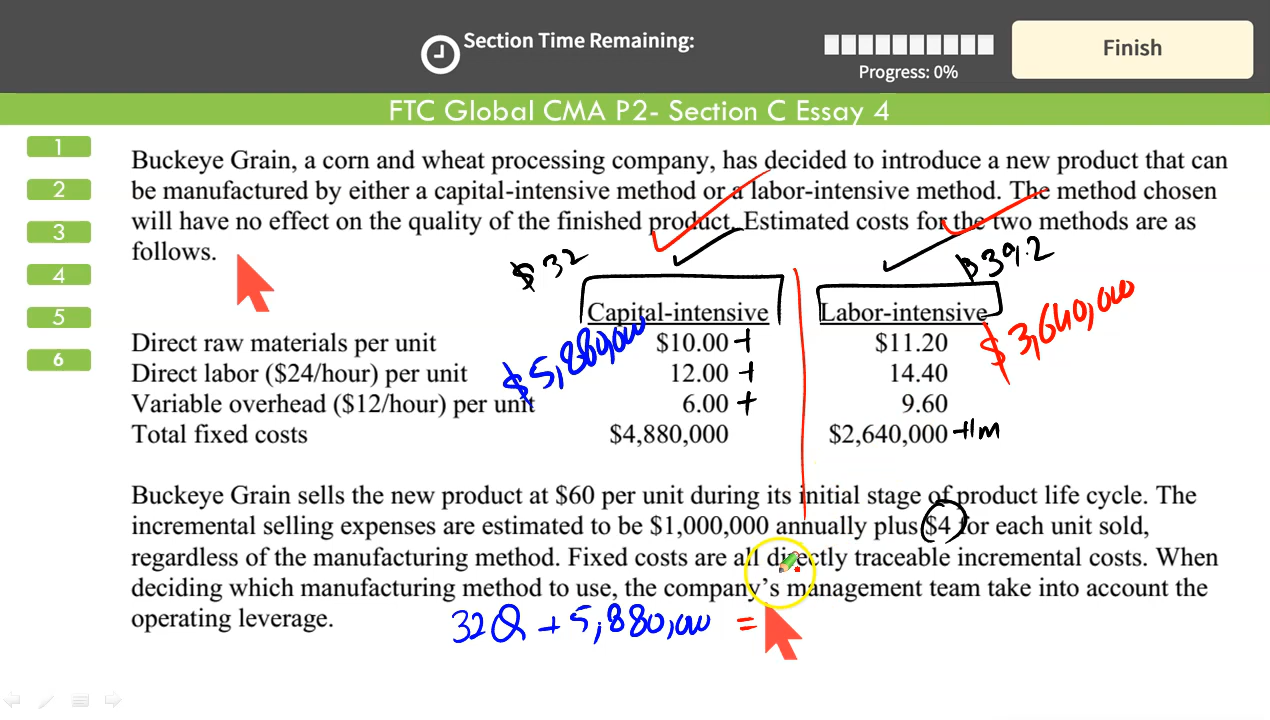 Section Time Remaining:
Progress: 0%
Finish
FTC Global CMA P2- Section C Essay 4
1
2
3
4
5
6
Buckeye Grain, a corn and wheat processing company, has decided to introduce a new product that can
be manufactured by either a capital-intensive method or a labor-intensive method. The method chosen
will have no effect on the quality of the finished product. Estimated costs for the two methods are as
follows.
$32
$39.2
Capital-intensive Labor-intensive
$5,880,000
$3,640,000
Direct raw materials per unit $10.00 + $11.20
Direct labor ($24/hour) per unit 12.00 + 14.40
Variable overhead ($12/hour) per unit 6.00 + 9.60
Total fixed costs $4,880,000 $2,640,000 +1m
Buckeye Grain sells the new product at $60 per unit during its initial stage of product life cycle. The
incremental selling expenses are estimated to be $1,000,000 annually plus $4 for each unit sold,
regardless of the manufacturing method. Fixed costs are all directly traceable incremental costs. When
deciding which manufacturing method to use, the company's management team take into account the
operating leverage.
32Q + 5,880,000 =